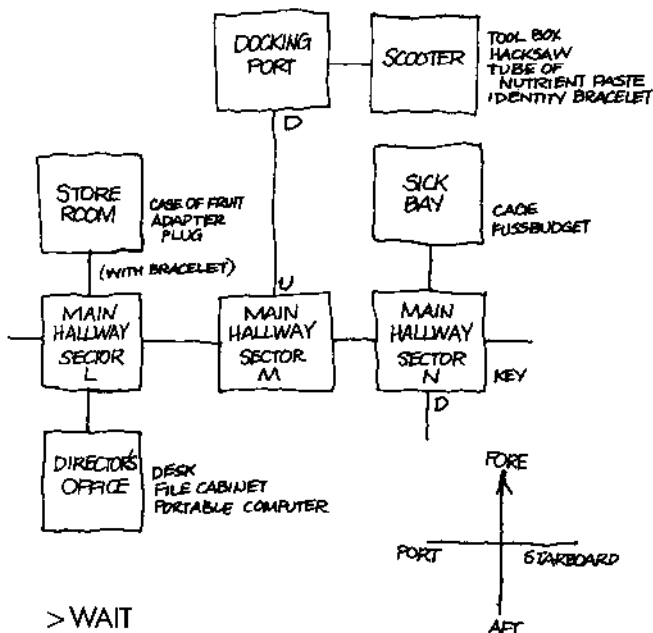 DOCKING
PORT
SCOOTER
TOOL BOX
HACKSAW
TUBE OF
NUTRIENT PASTE
IDENTITY BRACELET
D
STORE
ROOM
CASE OF FRUIT
ADAPTER
PLUG
SICK
BAY
CAGE
FUSSBUDGET
(WITH BRACELET)
U
MAIN
HALLWAY
SECTOR
L
MAIN
HALLWAY
SECTOR
M
MAIN
HALLWAY
SECTOR
N
KEY
D
DIRECTOR'S
OFFICE
DESK
FILE CABINET
PORTABLE COMPUTER
FORE
PORT
STARBOARD
AFT
>WAIT